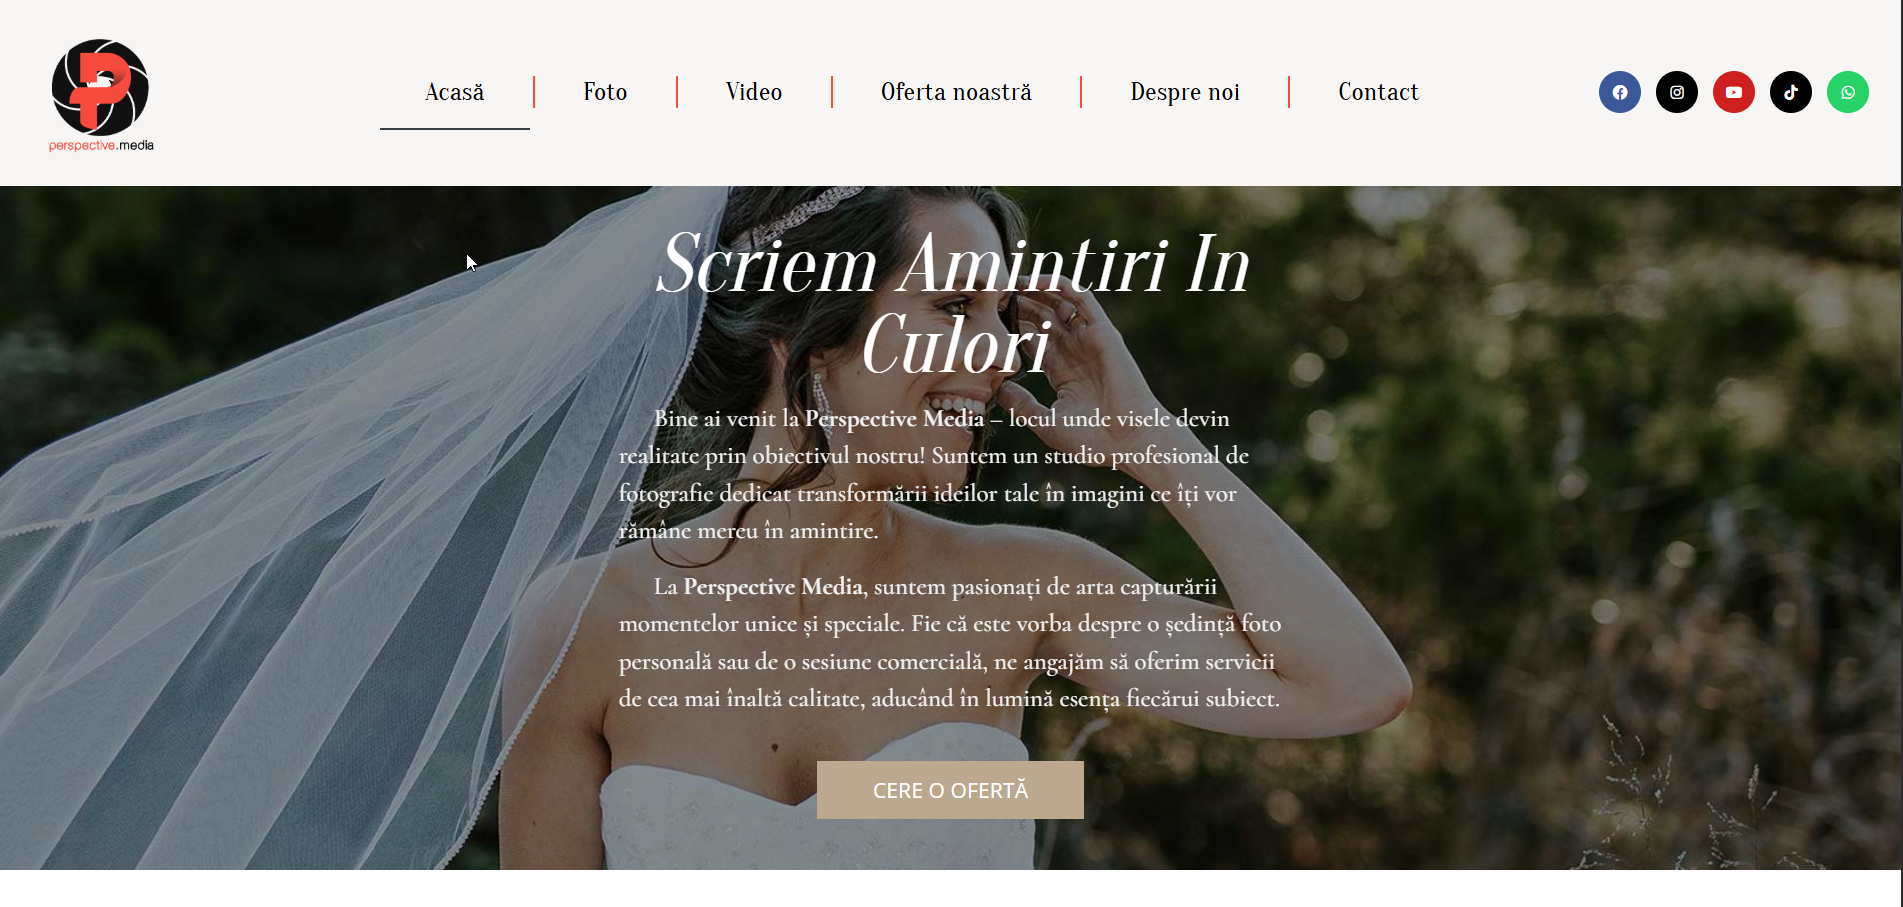 perspective.media
Acasă
Foto
Video
Oferta noastră
Despre noi
Contact
Scriem Amintiri In
Culori
Bine ai venit la Perspective Media – locul unde visele devin
realitate prin obiectivul nostru! Suntem un studio profesional de
fotografie dedicat transformării ideilor tale în imagini ce îți vor
rămâne mereu în amintire.
La Perspective Media, suntem pasionați de arta capturării
momentelor unice și speciale. Fie că este vorba despre o ședință foto
personală sau de o sesiune comercială, ne angajăm să oferim servicii
de cea mai înaltă calitate, aducând în lumină esența fiecărui subiect.
CERE O OFERTĂ